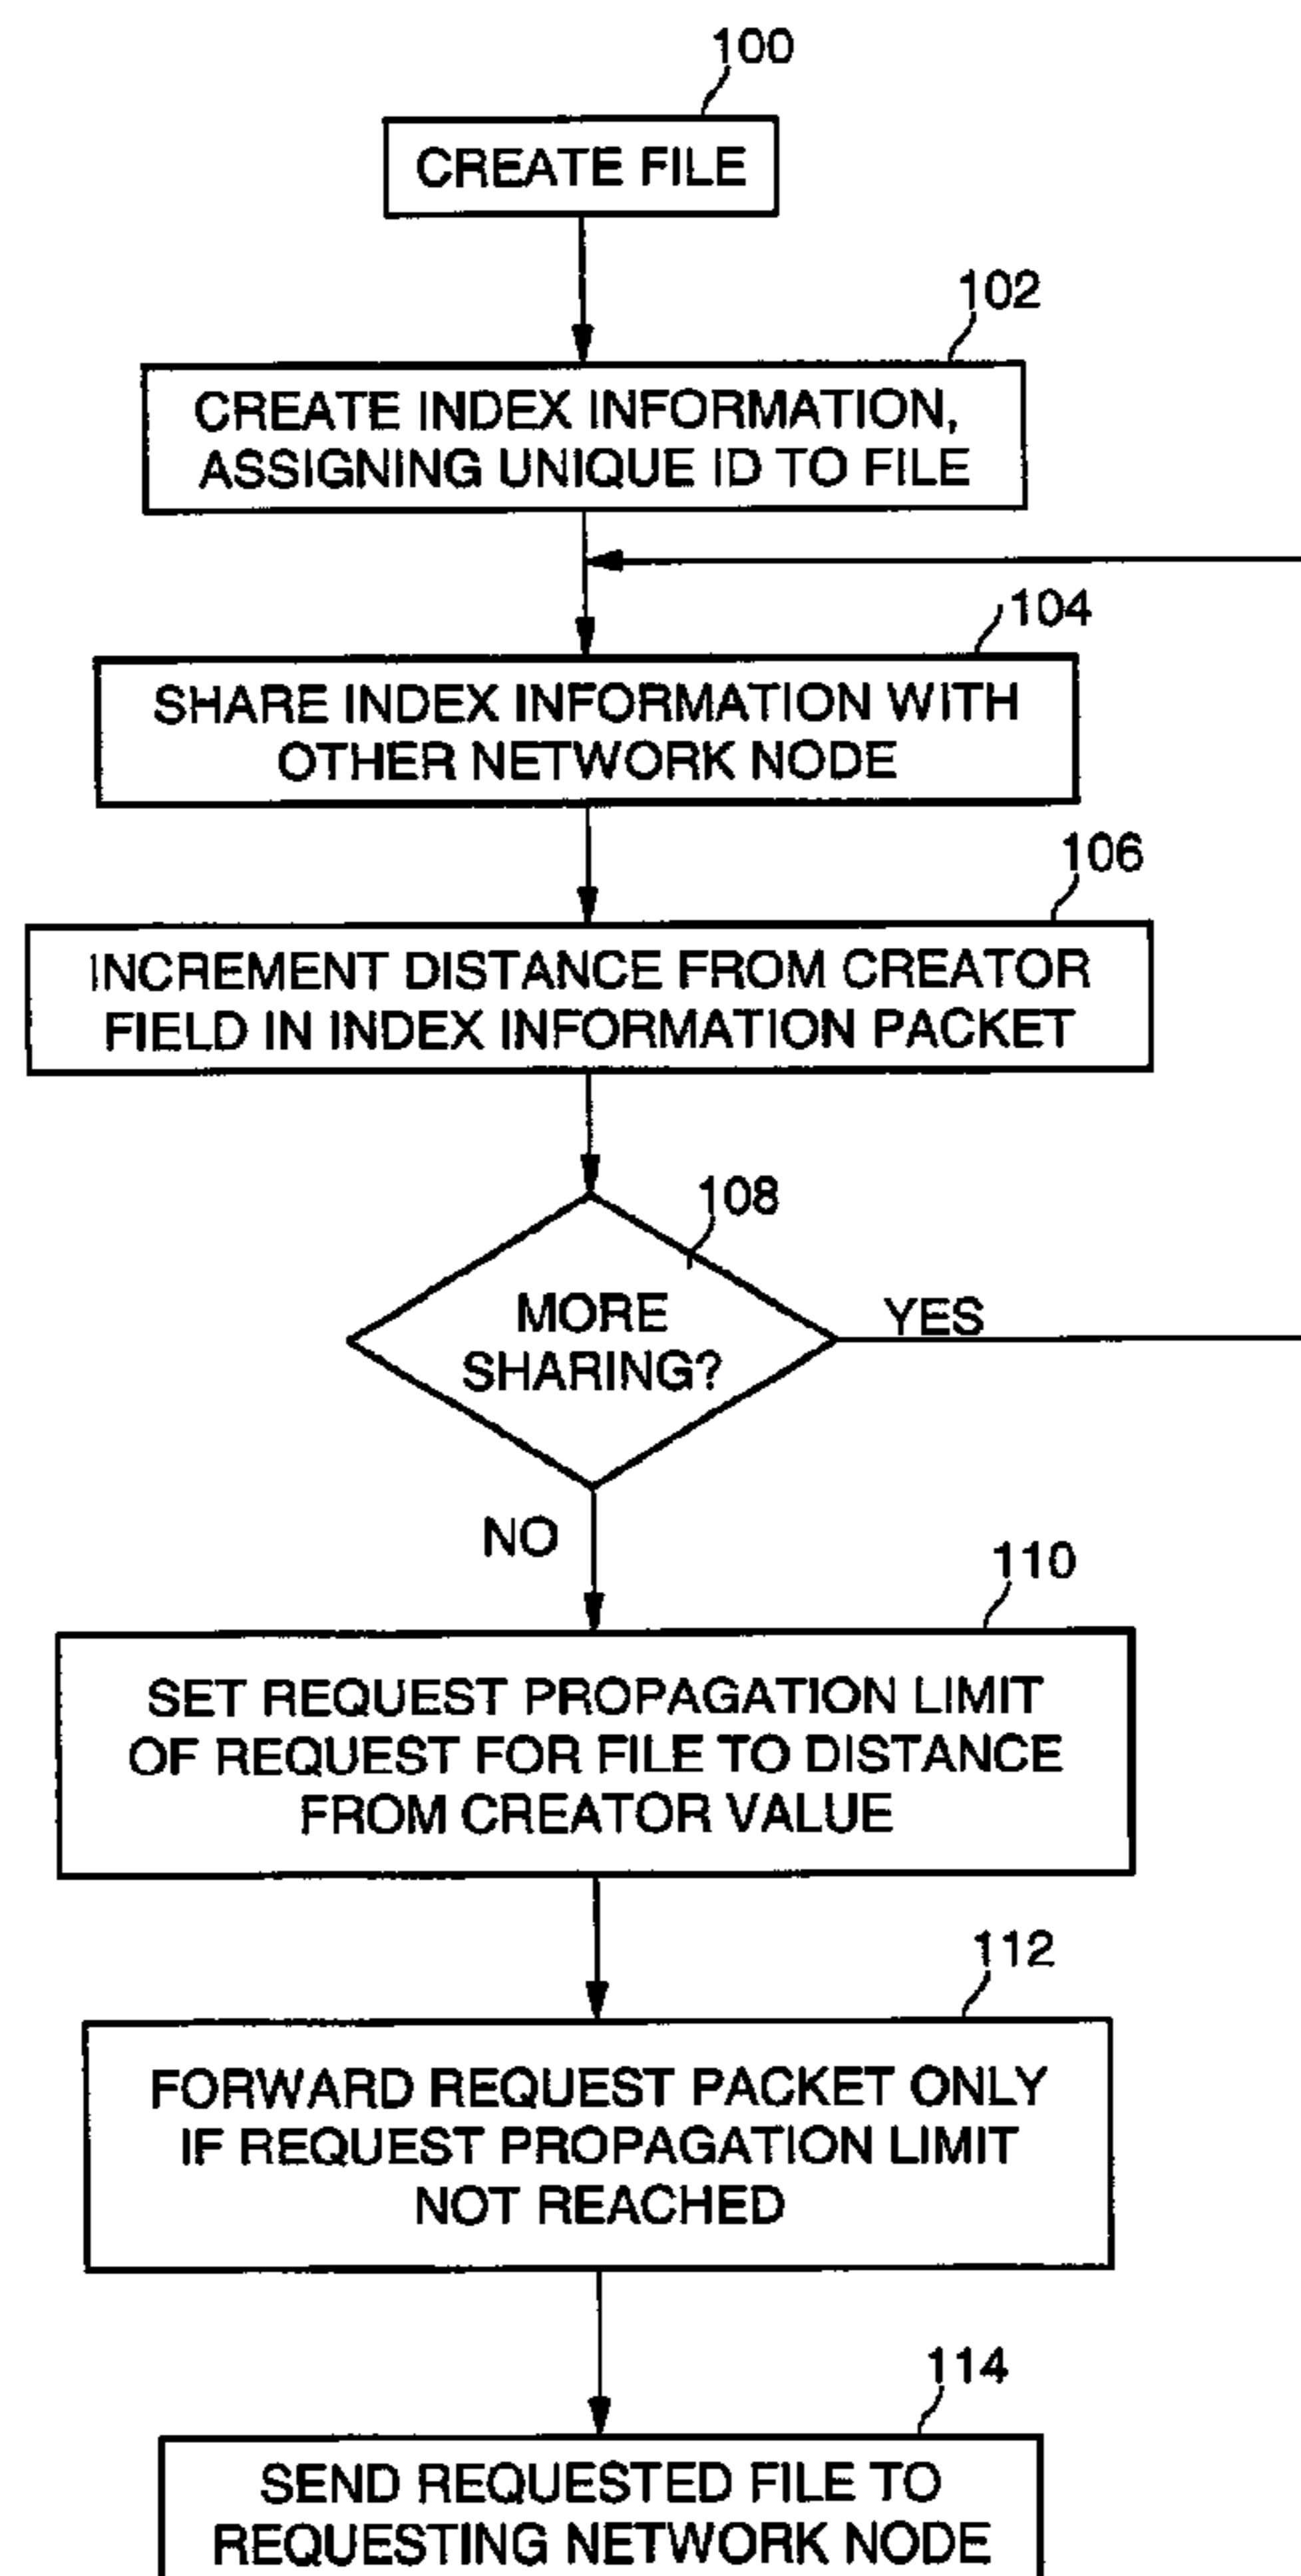 100
CREATE FILE
102
CREATE INDEX INFORMATION,
ASSIGNING UNIQUE ID TO FILE
104
SHARE INDEX INFORMATION WITH
OTHER NETWORK NODE
106
INCREMENT DISTANCE FROM CREATOR
FIELD IN INDEX INFORMATION PACKET
108
MORE
SHARING?
YES
NO
110
SET REQUEST PROPAGATION LIMIT
OF REQUEST FOR FILE TO DISTANCE
FROM CREATOR VALUE
112
FORWARD REQUEST PACKET ONLY
IF REQUEST PROPAGATION LIMIT
NOT REACHED
114
SEND REQUESTED FILE TO
REQUESTING NETWORK NODE